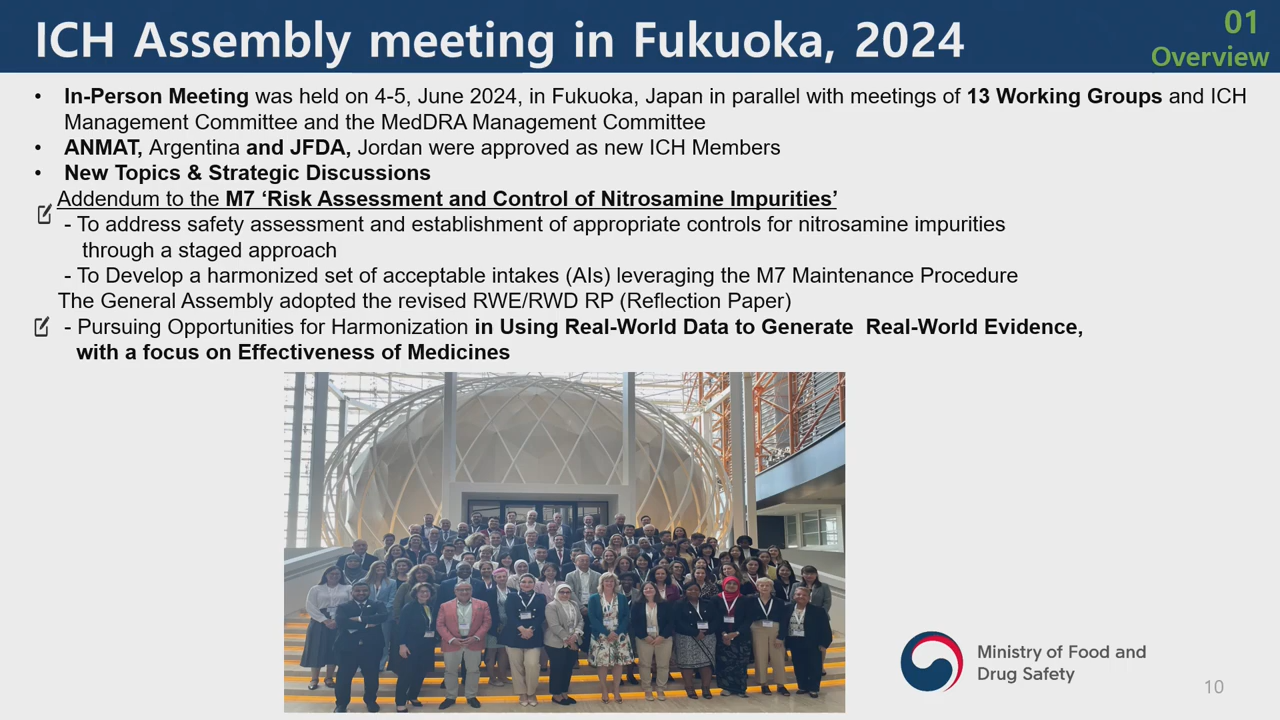 ICH Assembly meeting in Fukuoka, 2024
01
Overview
• In-Person Meeting was held on 4-5, June 2024, in Fukuoka, Japan in parallel with meetings of 13 Working Groups and ICH
Management Committee and the MedDRA Management Committee
• ANMAT, Argentina and JFDA, Jordan were approved as new ICH Members
• New Topics & Strategic Discussions
Addendum to the M7 ‘Risk Assessment and Control of Nitrosamine Impurities’
- To address safety assessment and establishment of appropriate controls for nitrosamine impurities
through a staged approach
- To Develop a harmonized set of acceptable intakes (AIs) leveraging the M7 Maintenance Procedure
The General Assembly adopted the revised RWE/RWD RP (Reflection Paper)
- Pursuing Opportunities for Harmonization in Using Real-World Data to Generate Real-World Evidence,
with a focus on Effectiveness of Medicines
Ministry of Food and
Drug Safety
10